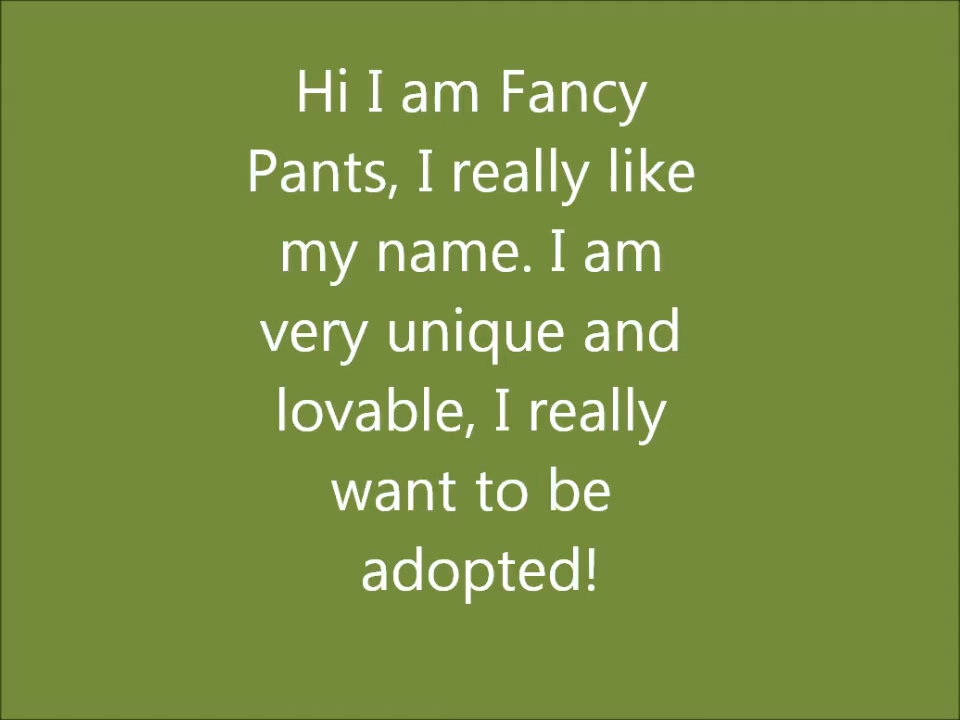 Hi I am Fancy
Pants, I really like
my name. I am
very unique and
lovable, I really
want to be
adopted!